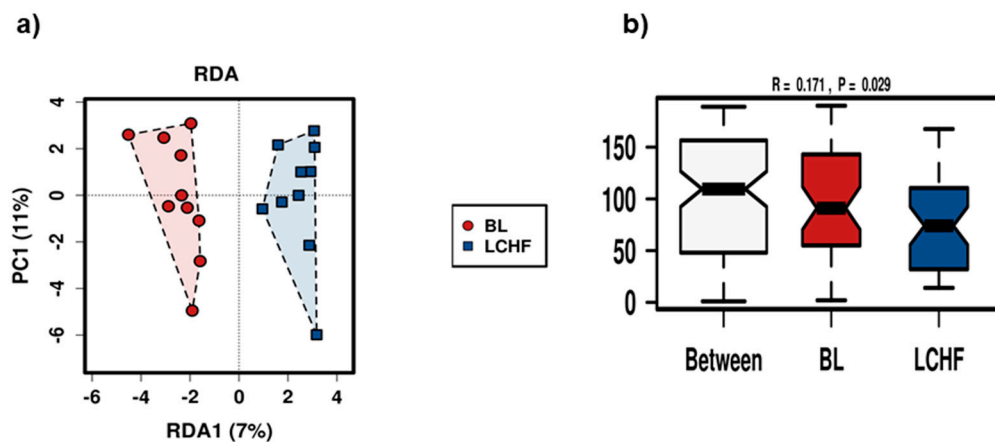 a)
RDA
4
2
0
-2
-4
-6
PC1 (11%)
-6 -4 -2 0 2 4
RDA1 (7%)
BL
LCHF
b)
R = 0.171 , P = 0.029
150
100
50
0
Between BL LCHF